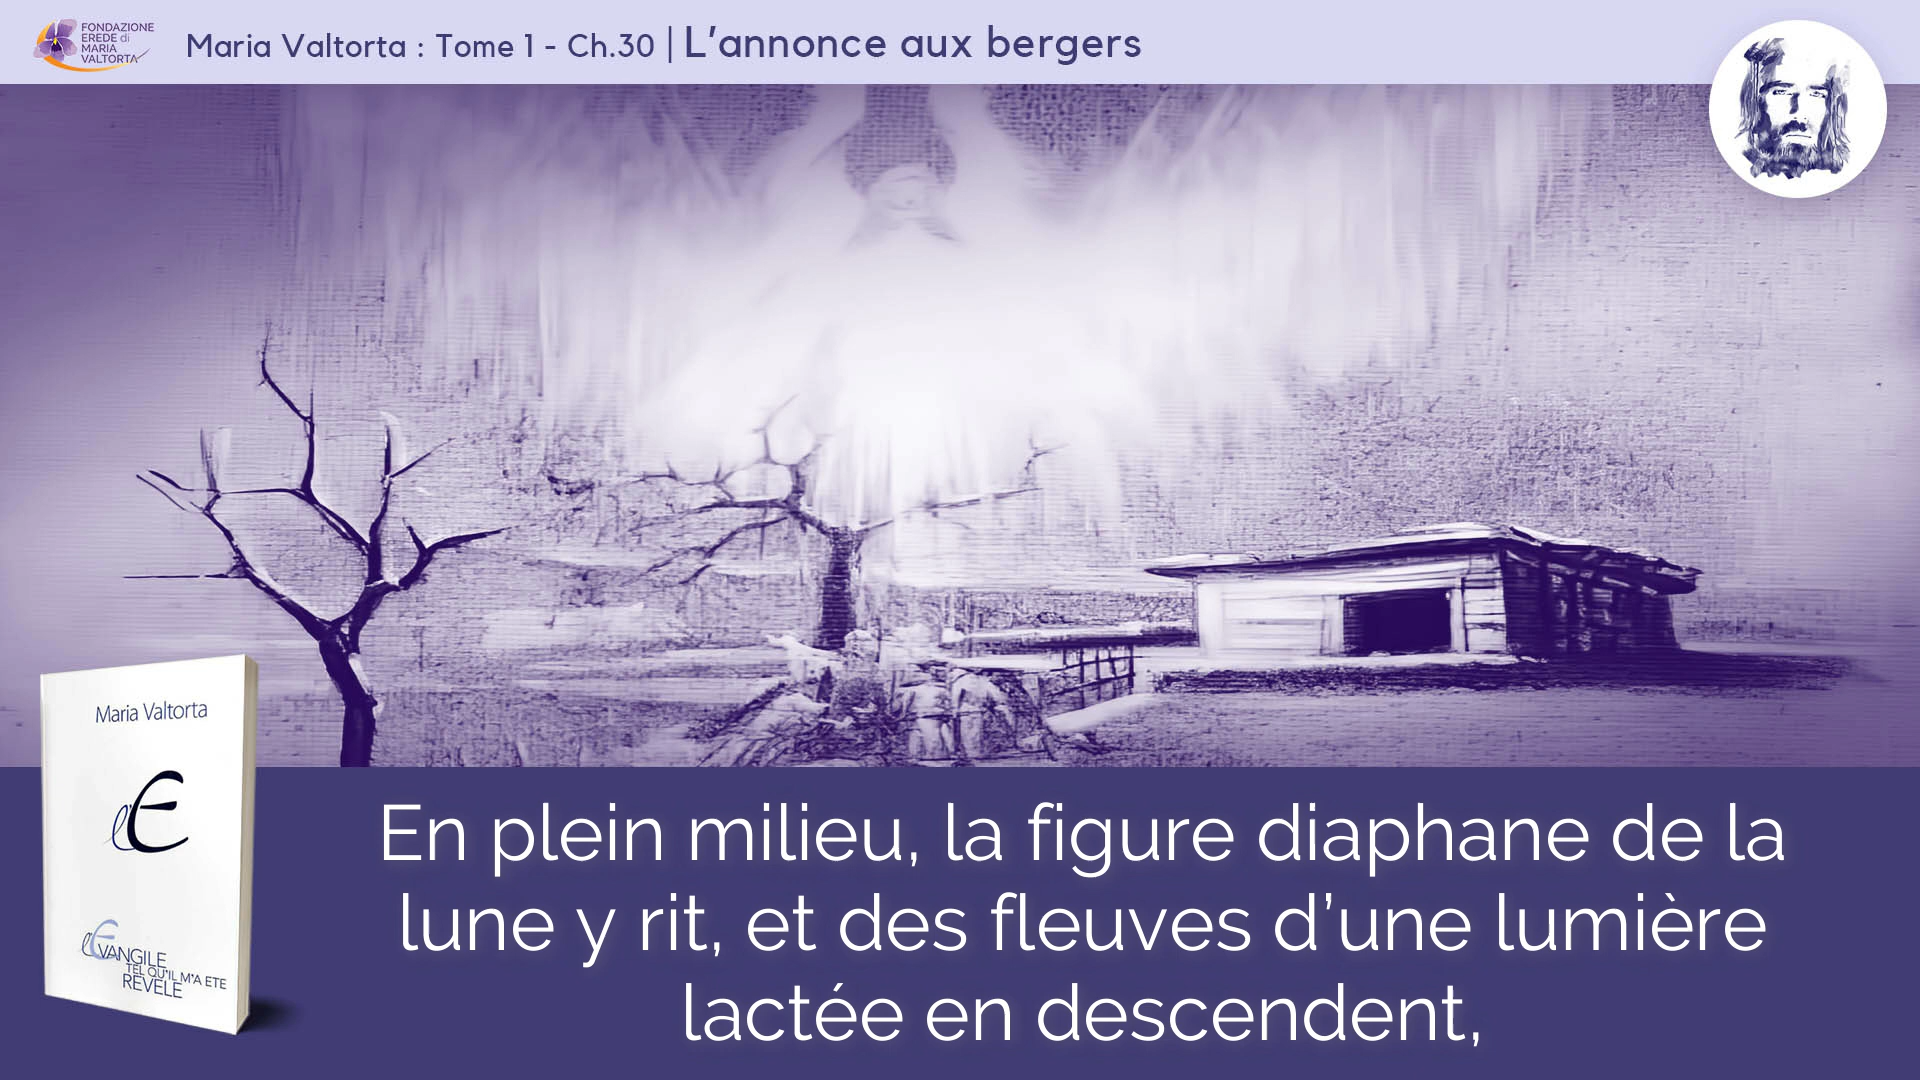 FONDAZIONE
EREDE di
MARIA
VALTORTA
Maria Valtorta : Tome 1 - Ch.30 | L’annonce aux bergers
Maria Valtorta
l'E
l'EVANGILE
TEL QU'IL M'A ETE
REVELE
En plein milieu, la figure diaphane de la
lune y rit, et des fleuves d’une lumière
lactée en descendent,